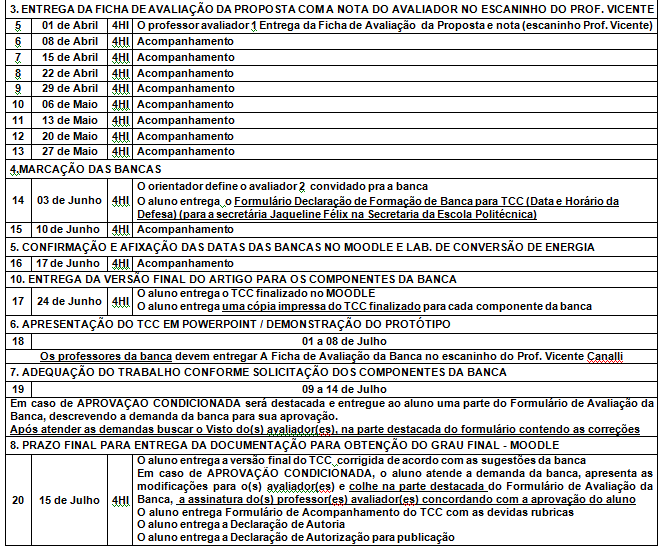 3. ENTREGA DA FICHA DE AVALIAÇÃO DA PROPOSTA COM A NOTA DO AVALIADOR NO ESCANINHO DO PROF. VICENTE
5 01 de Abril 4HI O professor avaliador 1 Entrega da Ficha de Avaliação da Proposta e nota (escaninho Prof. Vicente)
6 08 de Abril 4HI Acompanhamento
7 15 de Abril 4HI Acompanhamento
8 22 de Abril 4HI Acompanhamento
9 29 de Abril 4HI Acompanhamento
10 06 de Maio 4HI Acompanhamento
11 13 de Maio 4HI Acompanhamento
12 20 de Maio 4HI Acompanhamento
13 27 de Maio 4HI Acompanhamento
4.MARCAÇÃO DAS BANCAS
14 03 de Junho 4HI O orientador define o avaliador 2 convidado pra a banca
O aluno entrega, o Formulário Declaração de Formação de Banca para TCC (Data e Horário da
Defesa) (para a secretária Jaqueline Félix na Secretaria da Escola Politécnica)
15 10 de Junho 4HI Acompanhamento
5. CONFIRMAÇÃO E AFIXAÇÃO DAS DATAS DAS BANCAS NO MOODLE E LAB. DE CONVERSÃO DE ENERGIA
16 17 de Junho 4HI Acompanhamento
10. ENTREGA DA VERSÃO FINAL DO ARTIGO PARA OS COMPONENTES DA BANCA
17 24 de Junho 4HI O aluno entrega o TCC finalizado no MOODLE
O aluno entrega uma cópia impressa do TCC finalizado para cada componente da banca
6. APRESENTAÇÃO DO TCC EM POWERPOINT / DEMONSTRAÇÃO DO PROTÓTIPO
18 01 a 08 de Julho
Os professores da banca devem entregar A Ficha de Avaliação da Banca no escaninho do Prof. Vicente Canalli
7. ADEQUAÇÃO DO TRABALHO CONFORME SOLICITAÇÃO DOS COMPONENTES DA BANCA
19 09 a 14 de Julho
Em caso de APROVAÇAO CONDICIONADA será destacada e entregue ao aluno uma parte do Formulário de Avaliação da
Banca, descrevendo a demanda da banca para sua aprovação.
Após atender as demandas buscar o Visto do(s) avaliador(es), na parte destacada do formulário contendo as correções
8. PRAZO FINAL PARA ENTREGA DA DOCUMENTAÇÃO PARA OBTENÇÃO DO GRAU FINAL - MOODLE
20 15 de Julho 4HI O aluno entrega a versão final do TCC corrigida de acordo com as sugestões da banca
Em caso de APROVAÇÃO CONDICIONADA, o aluno atende a demanda da banca, apresenta as
modificações para o(s) avaliador(es) e colhe na parte destacada do Formulário de Avaliação da
Banca, a assinatura do(s) professor(es) avaliador(es) concordando com a aprovação do aluno
O aluno entrega Formulário de Acompanhamento do TCC com as devidas rubricas
O aluno entrega a Declaração de Autoria
O aluno entrega a Declaração de Autorização para publicação